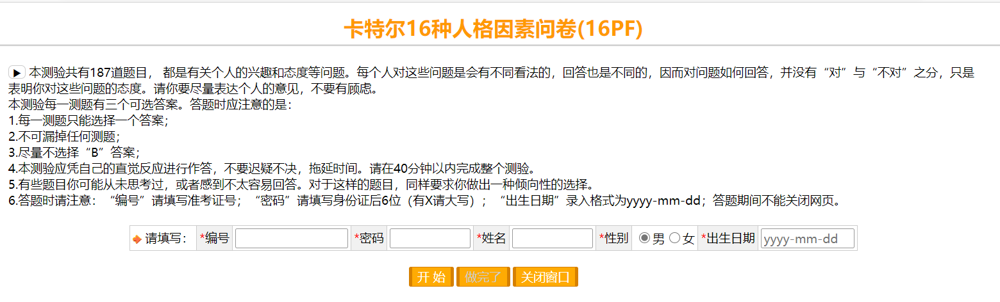 卡特尔16种人格因素问卷(16PF)
本测验共有187道题目， 都是有关个人的兴趣和态度等问题。每个人对这些问题是会有不同看法的，回答也是不同的，因而对问题如何回答，并没有“对”与“不对”之分，只是
表明你对这些问题的态度。请你要尽量表达个人的意见，不要有顾虑。
本测验每一测题有三个可选答案。答题时应注意的是：
1.每一测题只能选择一个答案；
2.不可漏掉任何测题；
3.尽量不选择“B”答案；
4.本测验应凭自己的直觉反应进行作答，不要迟疑不决，拖延时间。请在40分钟以内完成整个测验。
5.有些题目你可能从未思考过，或者感到不太容易回答。对于这样的题目，同样要求你做出一种倾向性的选择。
6.答题时请注意：“编号”请填写准考证号；“密码”请填写身份证后6位（有X请大写）；“出生日期”录入格式为yyyy-mm-dd；答题期间不能关闭网页。
请填写： *编号 *密码 *姓名 *性别 男 女 *出生日期 yyyy-mm-dd
开 始 做完了 关闭窗口